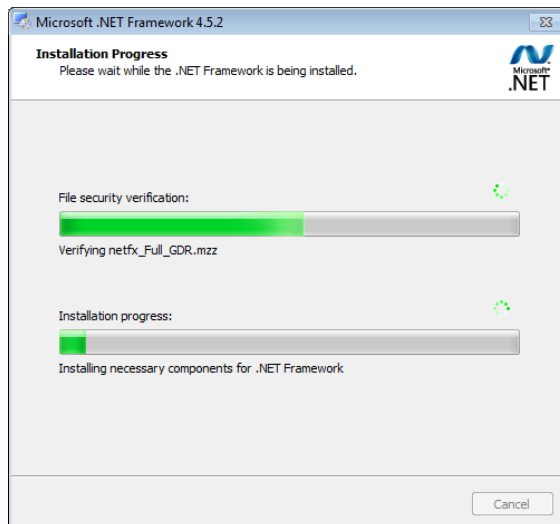 Microsoft .NET Framework 4.5.2
Installation Progress
Please wait while the .NET Framework is being installed.
Microsoft®
.NET
File security verification:
Verifying netfx_Full_GDR.mzz
Installation progress:
Installing necessary components for .NET Framework
Cancel